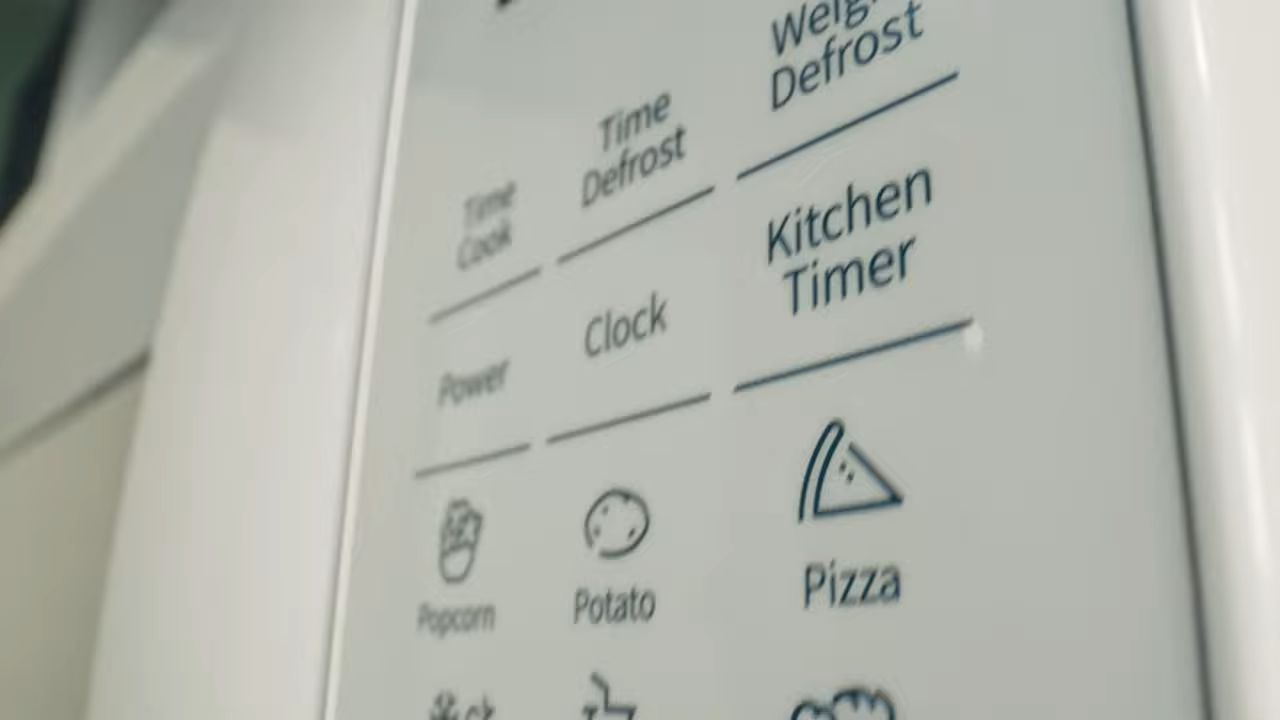 Time
Cook
Time
Defrost
Defrost
Power
Clock
Kitchen
Timer
Popcorn
Potato
Pizza